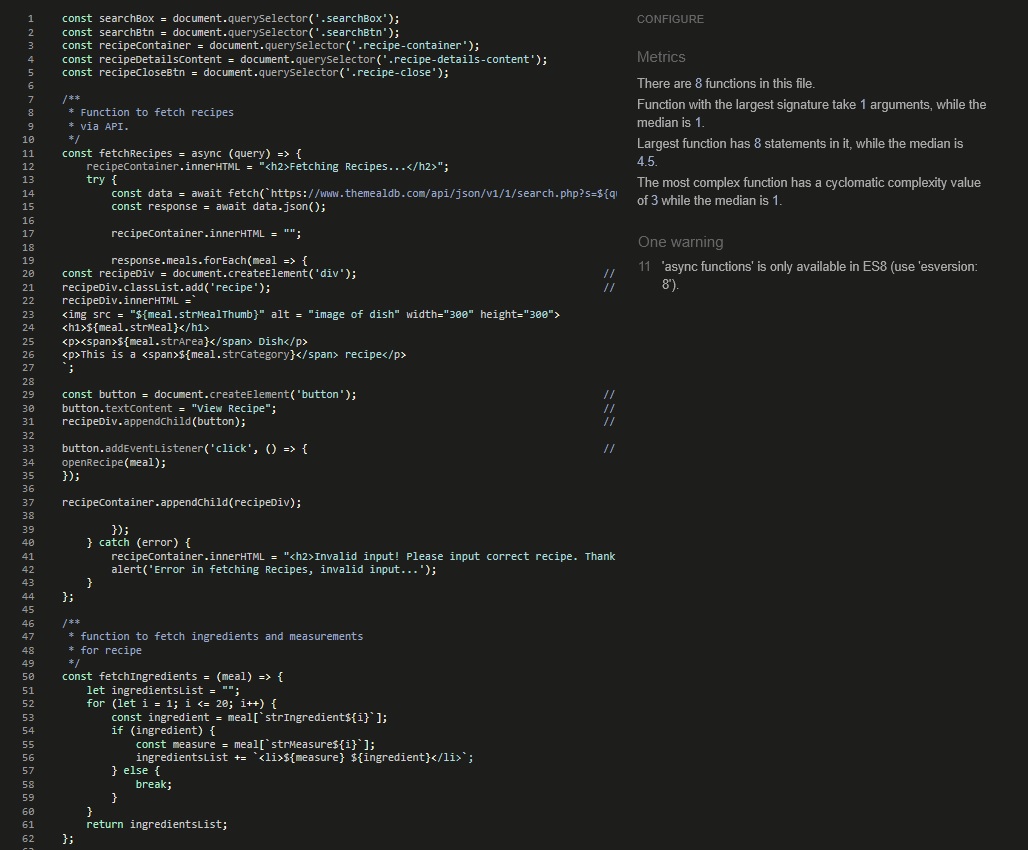 1 const searchBox = document.querySelector('.searchBox');
2 const searchBtn = document.querySelector('.searchBtn');
3 const recipeContainer = document.querySelector('.recipe-container');
4 const recipeDetailsContent = document.querySelector('.recipe-details-content');
5 const recipeCloseBtn = document.querySelector('.recipe-close');
6
7 /**
8 * Function to fetch recipes
9 * via API.
10 */
11 const fetchRecipes = async (query) => {
12 recipeContainer.innerHTML = "<h2>Fetching Recipes...</h2>";
13 try {
14 const data = await fetch(`https://www.themealdb.com/api/json/v1/1/search.php?s=${qu
15 const response = await data.json();
16
17 recipeContainer.innerHTML = "";
18
19 response.meals.forEach(meal => {
20 const recipeDiv = document.createElement('div'); //
21 recipeDiv.classList.add('recipe'); //
22 recipeDiv.innerHTML =`
23 <img src = "${meal.strMealThumb}" alt = "image of dish" width="300" height="300">
24 <h1>${meal.strMeal}</h1>
25 <p><span>${meal.strArea}</span> Dish</p>
26 <p>This is a <span>${meal.strCategory}</span> recipe</p>
27 `;
28
29 const button = document.createElement('button'); //
30 button.textContent = "View Recipe"; //
31 recipeDiv.appendChild(button); //
32
33 button.addEventListener('click', () => { //
34 openRecipe(meal);
35 });
36
37 recipeContainer.appendChild(recipeDiv);
38
39 });
40 } catch (error) {
41 recipeContainer.innerHTML = "<h2>Invalid input! Please input correct recipe. Thank
42 alert('Error in fetching Recipes, invalid input...');
43 }
44 };
45
46 /**
47 * function to fetch ingredients and measurements
48 * for recipe
49 */
50 const fetchIngredients = (meal) => {
51 let ingredientsList = "";
52 for (let i = 1; i <= 20; i++) {
53 const ingredient = meal[`strIngredient${i}`];
54 if (ingredient) {
55 const measure = meal[`strMeasure${i}`];
56 ingredientsList += `<li>${measure} ${ingredient}</li>`;
57 } else {
58 break;
59 }
60 }
61 return ingredientsList;
62 };
CONFIGURE
Metrics
There are 8 functions in this file.
Function with the largest signature take 1 arguments, while the
median is 1.
Largest function has 8 statements in it, while the median is
4.5.
The most complex function has a cyclomatic complexity value
of 3 while the median is 1.
One warning
11 'async functions' is only available in ES8 (use 'esversion:
8').